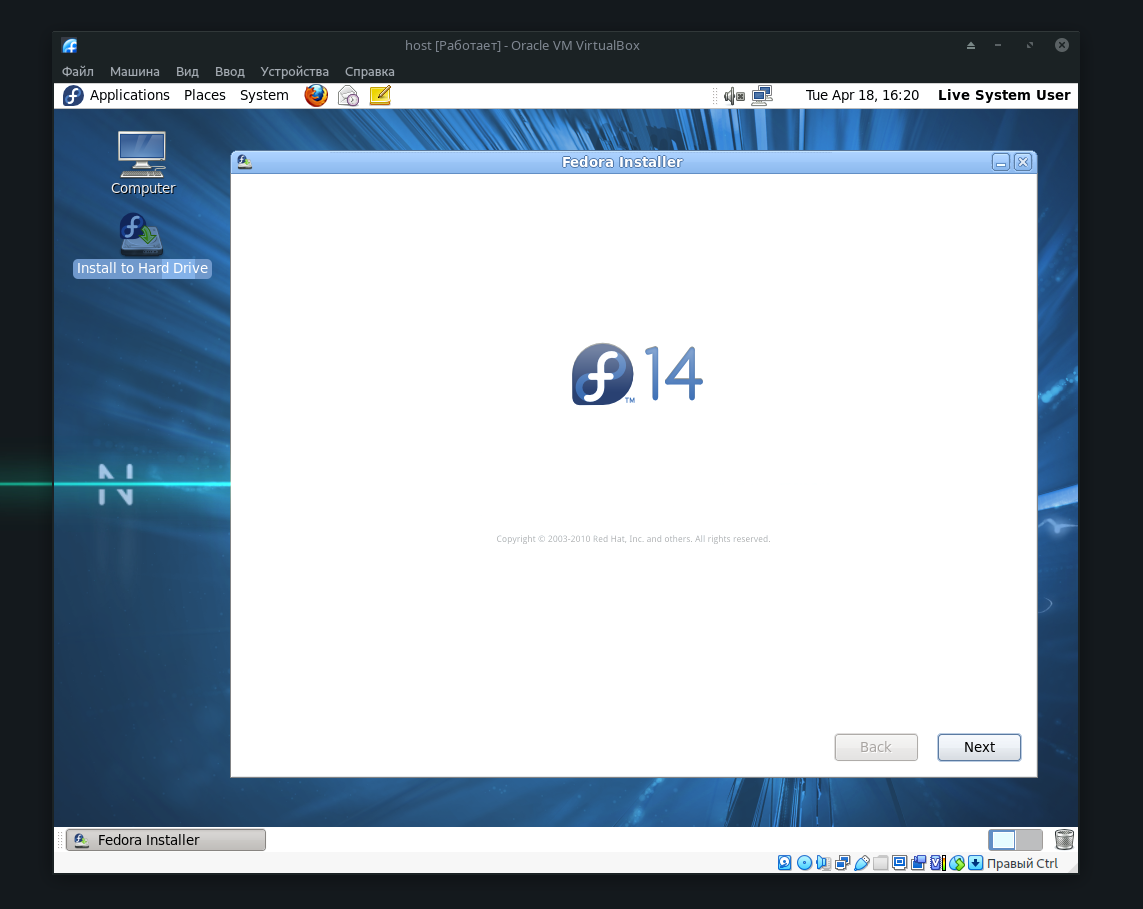 host [Работает] - Oracle VM VirtualBox
Файл Машина Вид Ввод Устройства Справка
Applications Places System Tue Apr 18, 16:20 Live System User
Computer
Install to Hard Drive
Fedora Installer
14
TM
Copyright © 2003-2010 Red Hat, Inc. and others. All rights reserved.
Back Next
N
Fedora Installer
Правый Ctrl